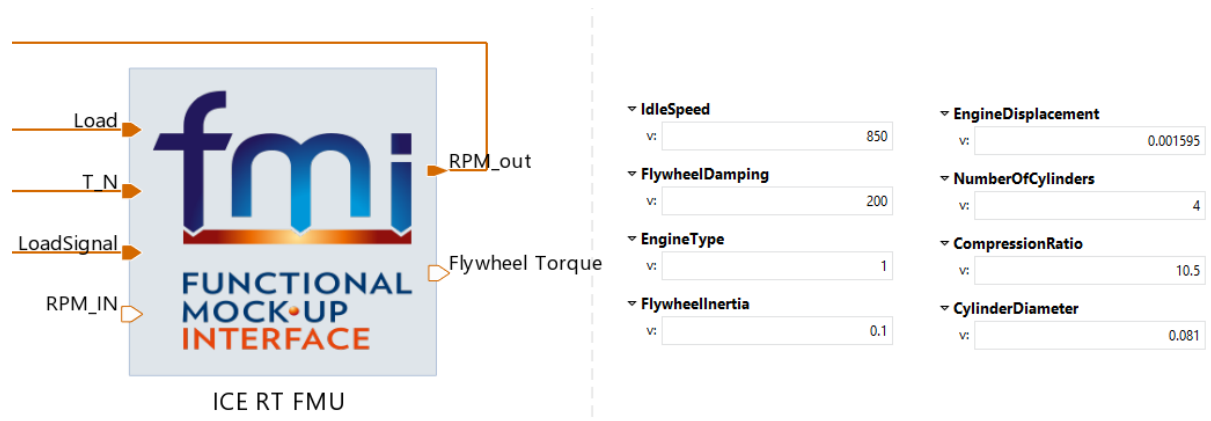 Load
T_N
LoadSignal
RPM_IN
RPM_out
Flywheel Torque
fmi
FUNCTIONAL
MOCK-UP
INTERFACE
ICE RT FMU
IdleSpeed
v: 850
FlywheelDamping
v: 200
EngineType
v: 1
FlywheelInertia
v: 0.1
EngineDisplacement
v: 0.001595
NumberOfCylinders
v: 4
CompressionRatio
v: 10.5
CylinderDiameter
v: 0.081